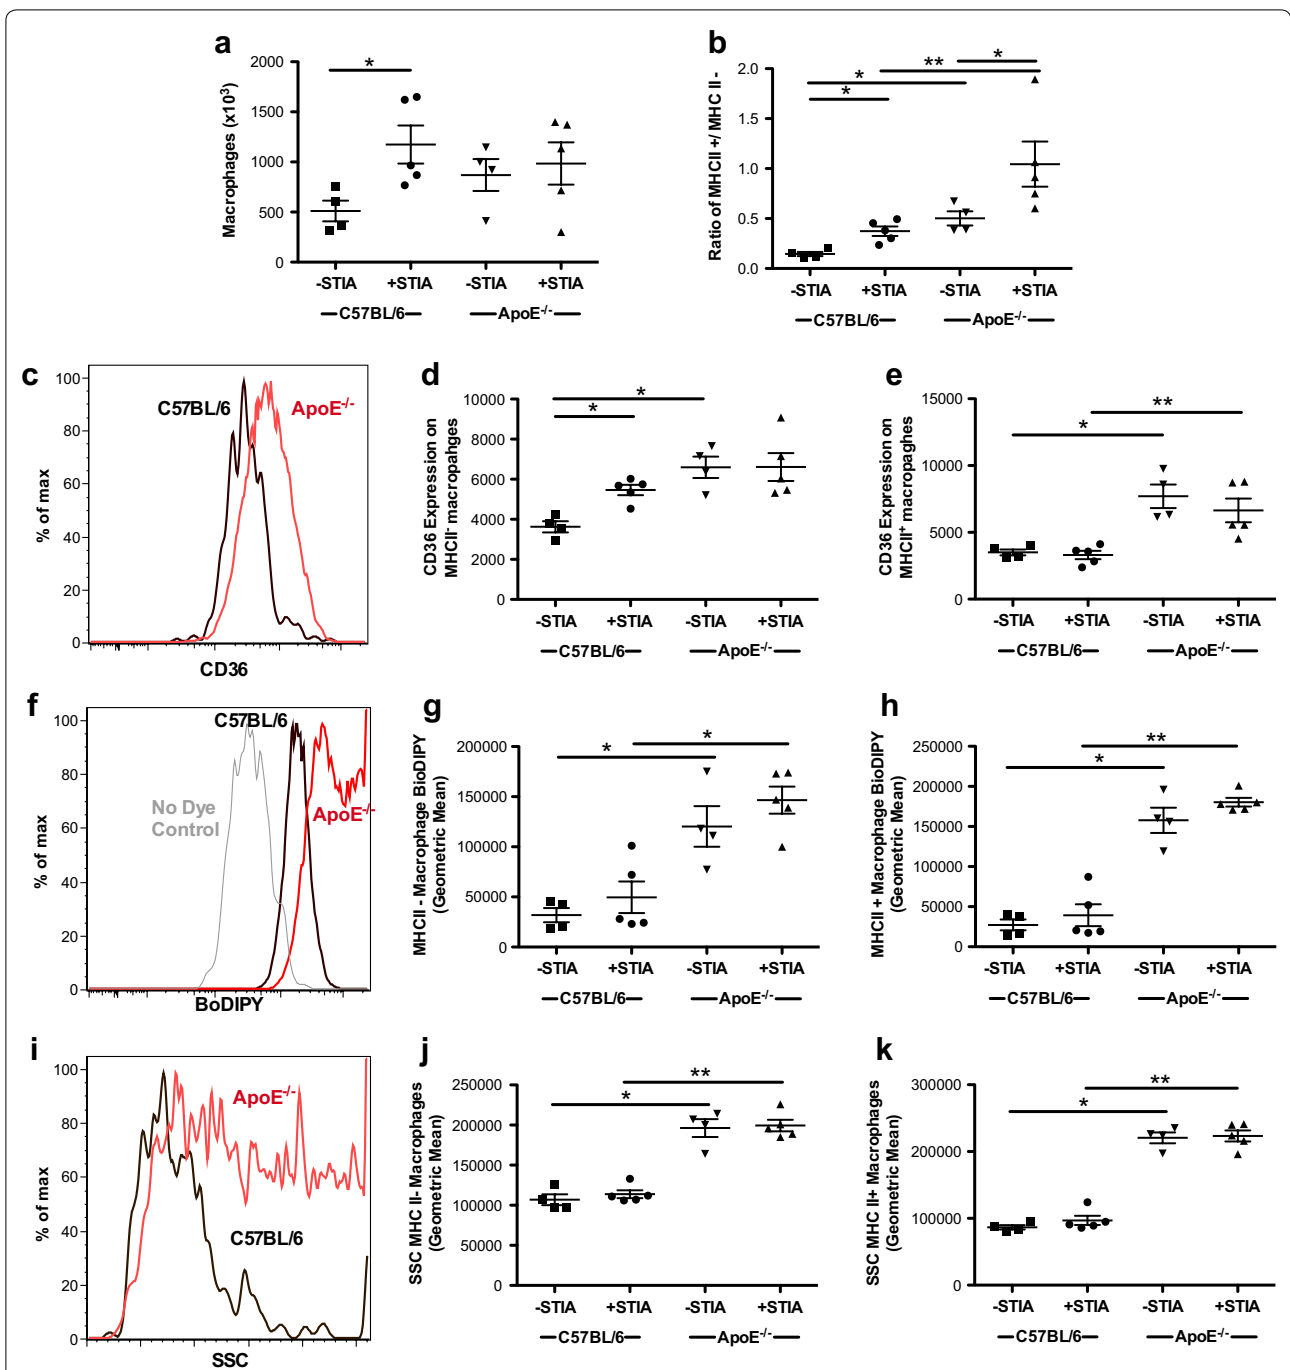 a
Macrophages (x10³)
2000
1500
1000
500
0
*
-STIA +STIA -STIA +STIA
C57BL/6 ApoE-/-
b
Ratio of MHCII +/ MHC II -
2.0
1.5
1.0
0.5
0.0
* * ** *
-STIA +STIA -STIA +STIA
C57BL/6 ApoE-/-
c
% of max
100
80
60
40
20
0
C57BL/6
ApoE-/-
CD36
d
CD36 Expression on
MHCII- macropahges
10000
8000
6000
4000
2000
0
* *
-STIA +STIA -STIA +STIA
C57BL/6 ApoE-/-
e
CD36 Expression on
MHCII+ macropaghes
15000
10000
5000
0
* **
-STIA +STIA -STIA +STIA
C57BL/6 ApoE-/-
f
% of max
100
80
60
40
20
0
C57BL/6
No Dye
Control
ApoE-/-
BoDIPY
g
MHCII - Macrophage BioDIPY
(Geometric Mean)
200000
150000
100000
50000
0
* *
-STIA +STIA -STIA +STIA
C57BL/6 ApoE-/-
h
MHCII + Macrophage BioDIPY
(Geometric Mean)
250000
200000
150000
100000
50000
0
* **
-STIA +STIA -STIA +STIA
C57BL/6 ApoE-/-
i
% of max
100
80
60
40
20
0
ApoE-/-
C57BL/6
SSC
j
SSC MHC II- Macrophages
(Geometric Mean)
250000
200000
150000
100000
50000
0
* **
-STIA +STIA -STIA +STIA
C57BL/6 ApoE-/-
k
SSC MHC II+ Macrophages
(Geometric Mean)
300000
200000
100000
0
* **
-STIA +STIA -STIA +STIA
C57BL/6 ApoE-/-